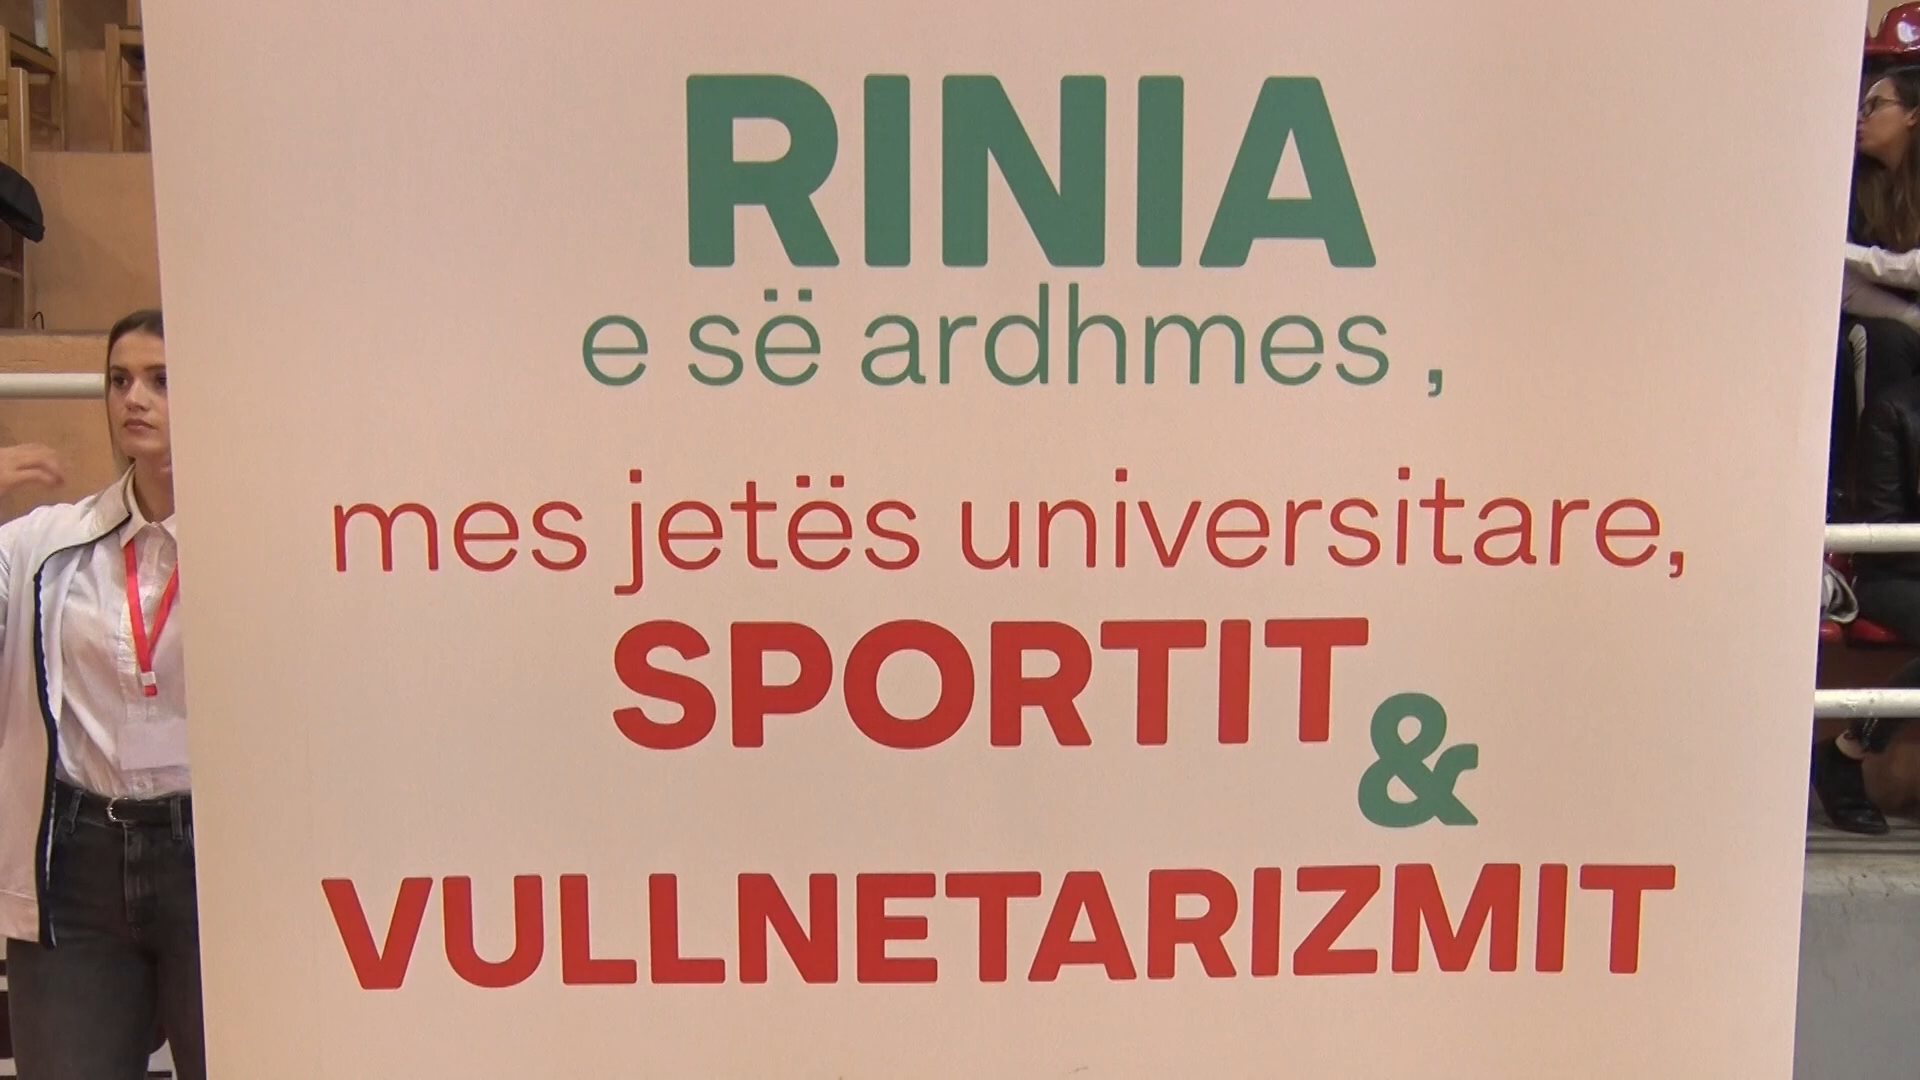 RINIA
e së ardhmes ,
mes jetës universitare,
SPORTIT
&
VULLNETARIZMIT